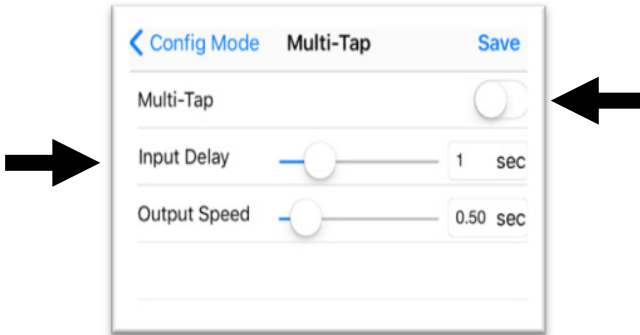 Config Mode Multi-Tap Save
Multi-Tap
Input Delay 1 sec
Output Speed 0.50 sec